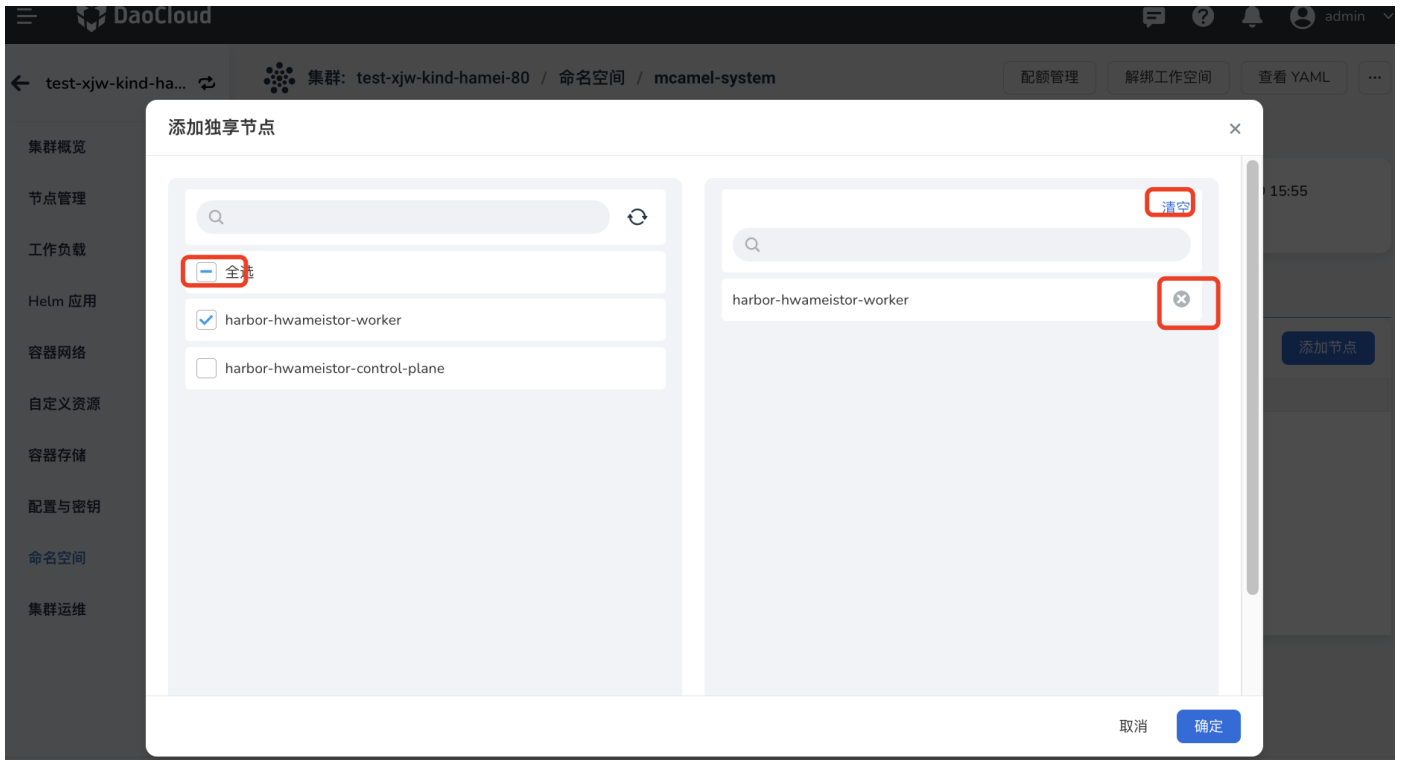 DaoCloud
admin
test-xjw-kind-ha...
集群: test-xjw-kind-hamei-80 / 命名空间 / mcamel-system
配额管理
解绑工作空间
查看 YAML
集群概览
节点管理
工作负载
Helm 应用
容器网络
自定义资源
容器存储
配置与密钥
命名空间
集群运维
添加独享节点
全选
harbor-hwameistor-worker
harbor-hwameistor-control-plane
清空
harbor-hwameistor-worker
15:55
添加节点
取消
确定